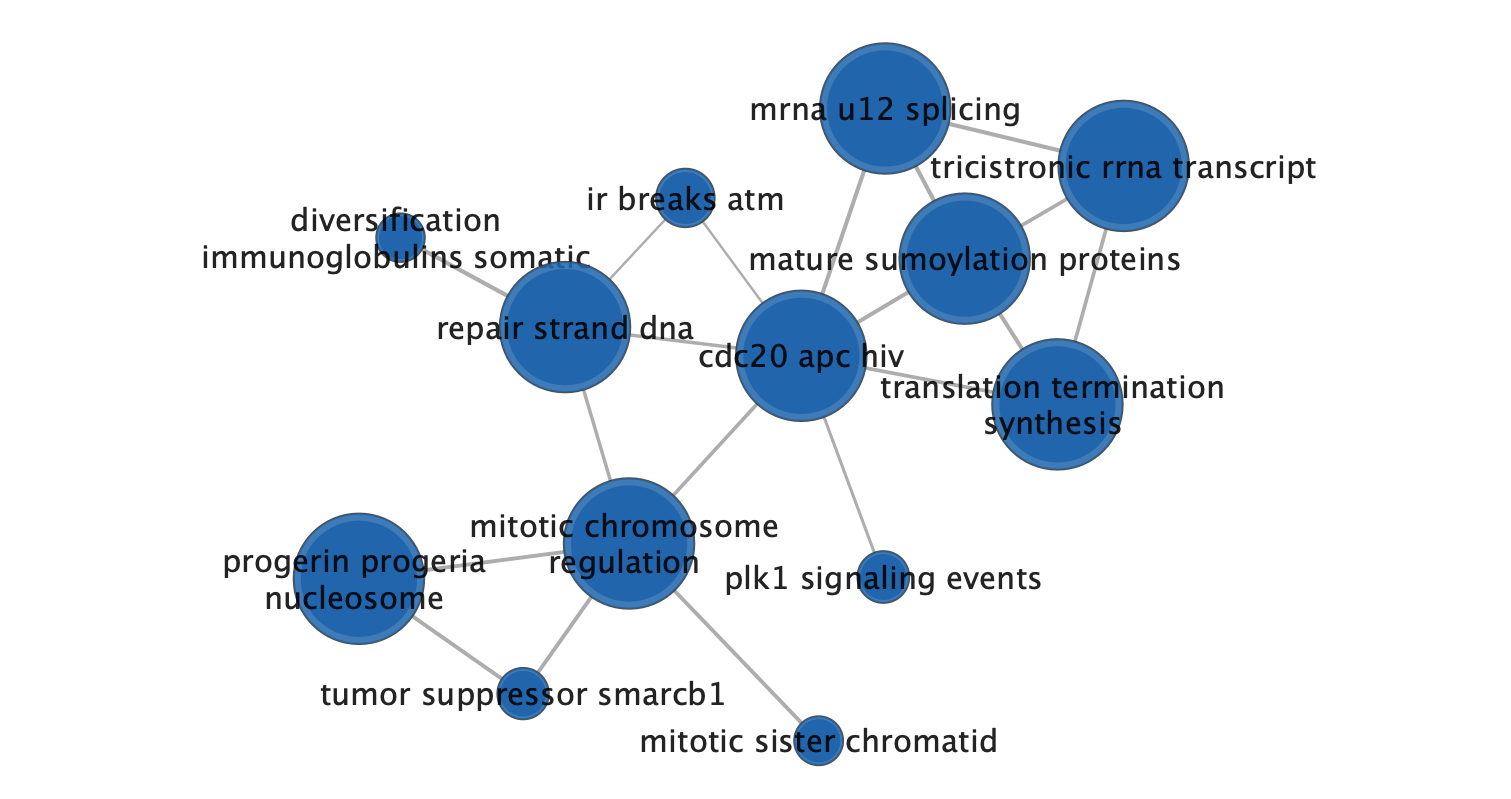 mrna u12 splicing
tricistronic rrna transcript
ir breaks atm
diversification
immunoglobulins somatic
mature sumoylation proteins
repair strand dna
cdc20 apc hiv
translation termination
synthesis
mitotic chromosome
regulation
progerin progeria
nucleosome
plk1 signaling events
tumor suppressor smarcb1
mitotic sister chromatid